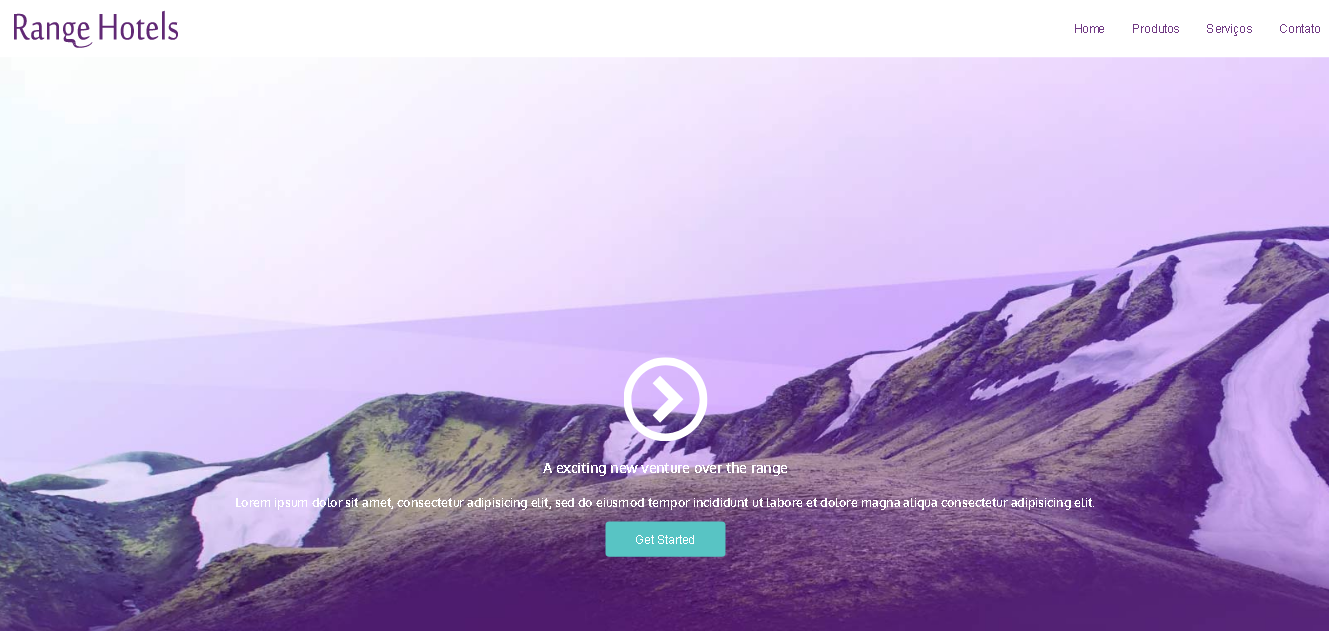 Range Hotels
Home Produtos Serviços Contato
A exciting new venture over the range
Lorem ipsum dolor sit amet, consectetur adipisicing elit, sed do eiusmod tempor incididunt ut labore et dolore magna aliqua consectetur adipisicing elit.
Get Started